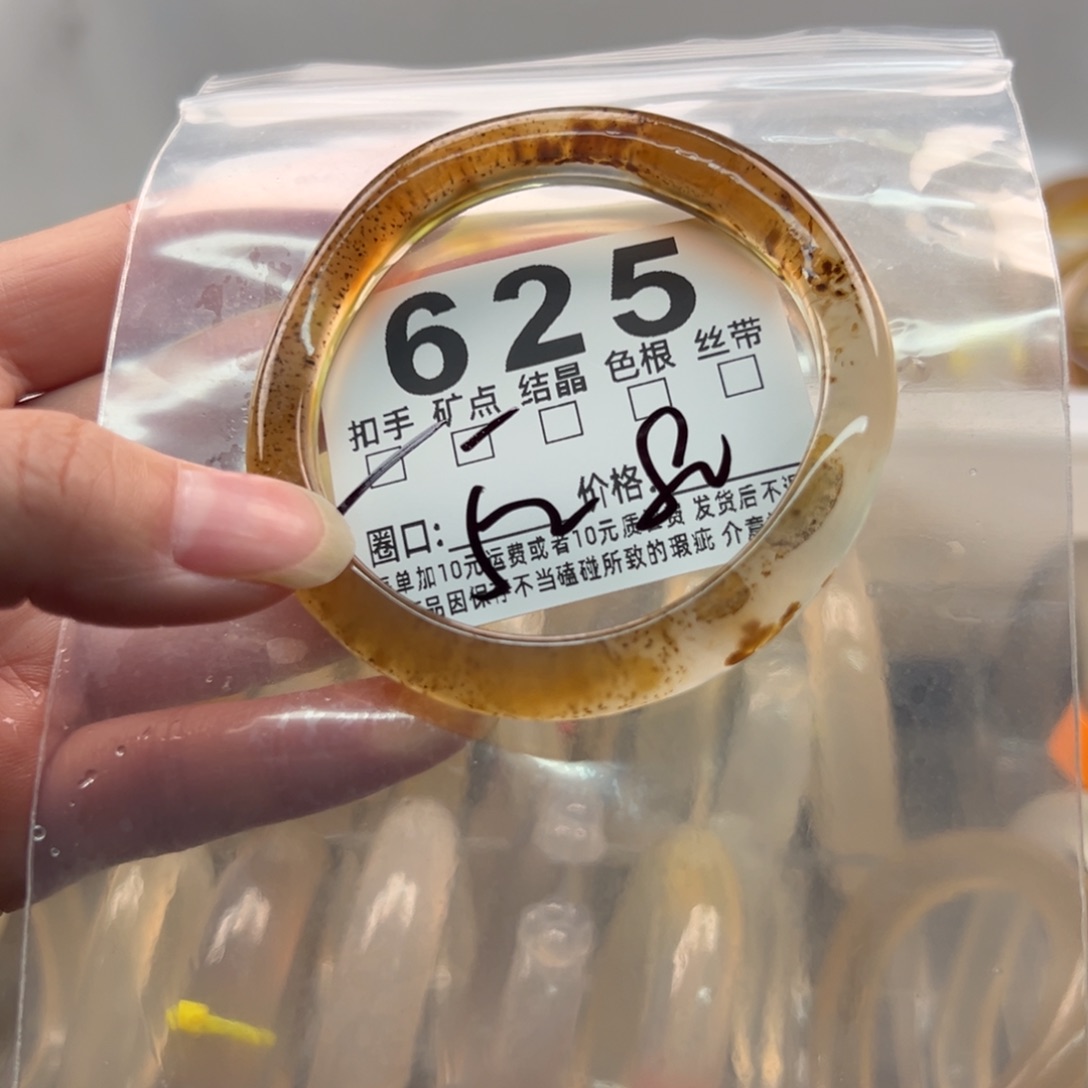 625
扣手 矿点 结晶 色根 丝带
圈口: 价格: 8
单加10元运费或者10元质 费 发货后不
品因保存不当磕碰所致的瑕疵 介意